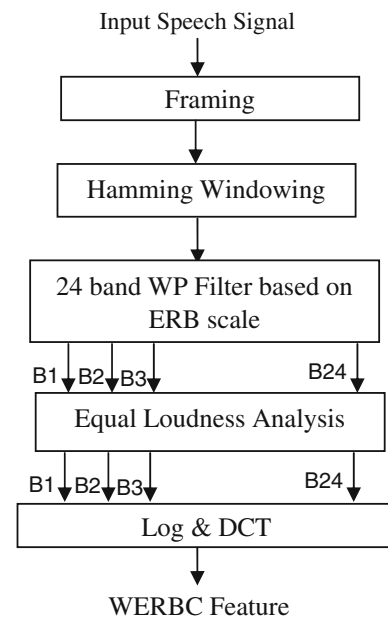 Input Speech Signal
Framing
Hamming Windowing
24 band WP Filter based on
ERB scale
B1 B2 B3 B24
Equal Loudness Analysis
B1 B2 B3 B24
Log & DCT
WERBC Feature